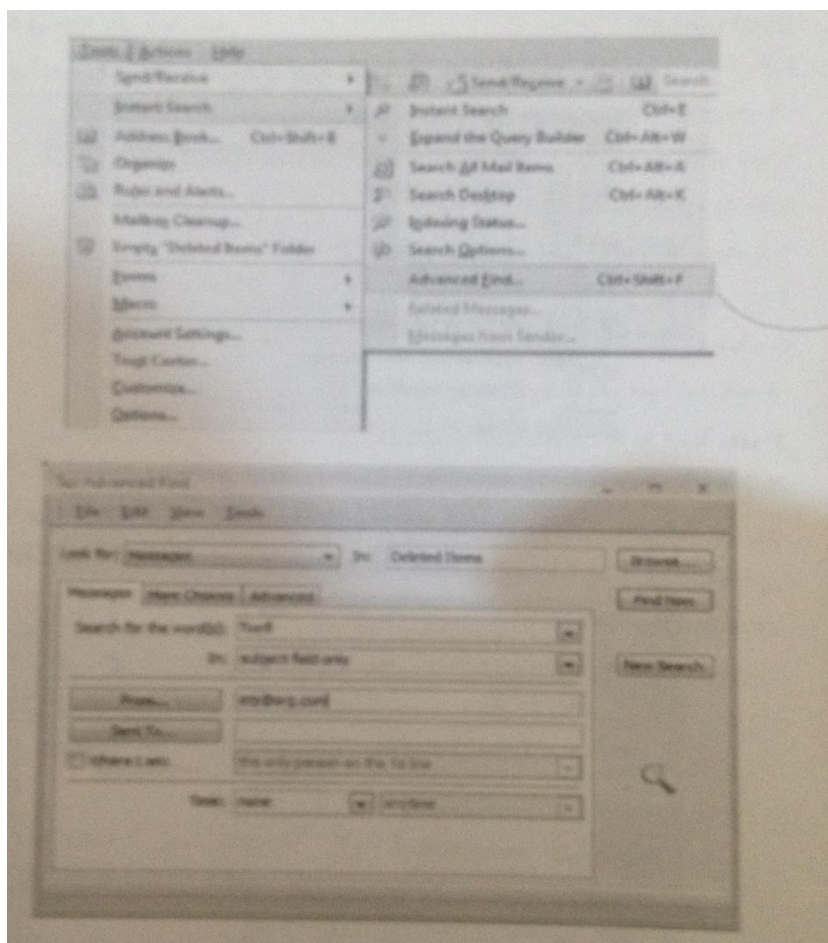 Tools Actions Help
Send/Receive
Instant Search
Address Book... Ctrl+Shift+B
Organize
Rules and Alerts...
Mailbox Cleanup...
Empty "Deleted Items" Folder
Forms
Macro
Account Settings...
Trust Center...
Customize...
Options...
Send/Receive Search
Instant Search Ctrl+E
Expand the Query Builder Ctrl+Alt+W
Search All Mail Items Ctrl+Alt+A
Search Desktop Ctrl+Alt+K
Indexing Status...
Search Options...
Advanced Find... Ctrl+Shift+F
Related Messages...
Messages from Sender...
Advanced Find
File Edit View Tools
Look for: Messages In: Deleted Items Browse...
Messages More Choices Advanced Find Now
Search for the word(s):
In: subject field only New Search
From...
Sent To...
Where I am: the only person on the To line
Time: none anytime